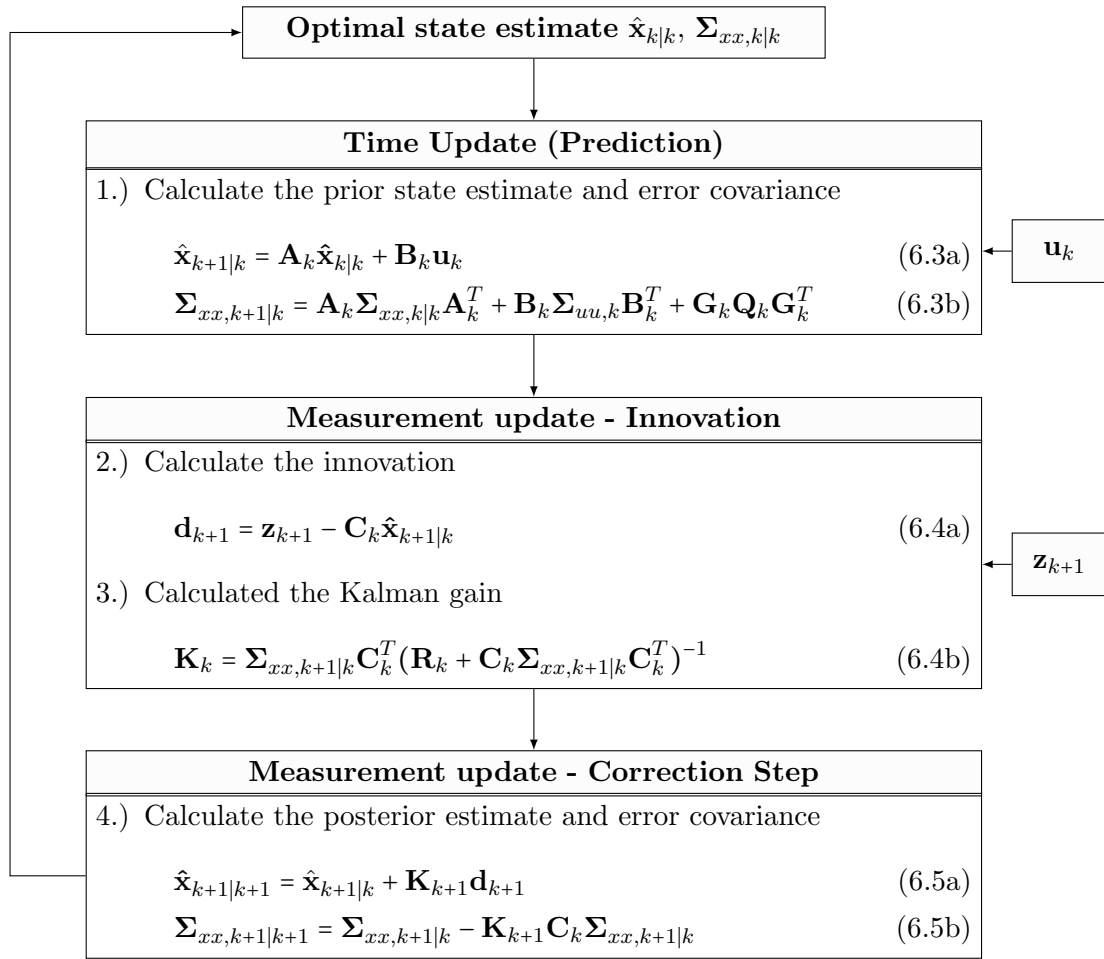 Optimal state estimate x̂_{k|k}, Σ_{xx,k|k}
Time Update (Prediction)
1.) Calculate the prior state estimate and error covariance
x̂_{k+1|k} = A_k x̂_{k|k} + B_k u_k (6.3a)
u_k
Σ_{xx,k+1|k} = A_k Σ_{xx,k|k} A_k^T + B_k Σ_{uu,k} B_k^T + G_k Q_k G_k^T (6.3b)
Measurement update - Innovation
2.) Calculate the innovation
d_{k+1} = z_{k+1} − C_k x̂_{k+1|k} (6.4a)
z_{k+1}
3.) Calculated the Kalman gain
K_k = Σ_{xx,k+1|k} C_k^T (R_k + C_k Σ_{xx,k+1|k} C_k^T)^{−1} (6.4b)
Measurement update - Correction Step
4.) Calculate the posterior estimate and error covariance
x̂_{k+1|k+1} = x̂_{k+1|k} + K_{k+1} d_{k+1} (6.5a)
Σ_{xx,k+1|k+1} = Σ_{xx,k+1|k} − K_{k+1} C_k Σ_{xx,k+1|k} (6.5b)